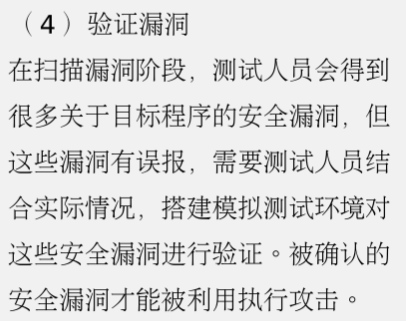 （4）验证漏洞
在扫描漏洞阶段，测试人员会得到
很多关于目标程序的安全漏洞，但
这些漏洞有误报，需要测试人员结
合实际情况，搭建模拟测试环境对
这些安全漏洞进行验证。被确认的
安全漏洞才能被利用执行攻击。